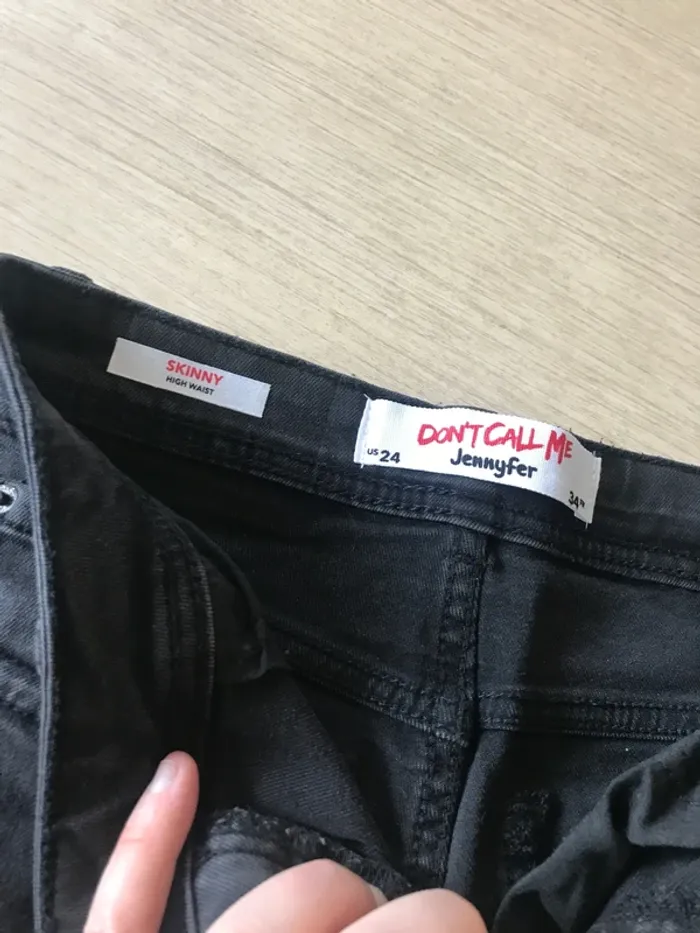 SKINNY
HIGH WAIST
DON'T CALL ME
Jennyfer
US 24
34